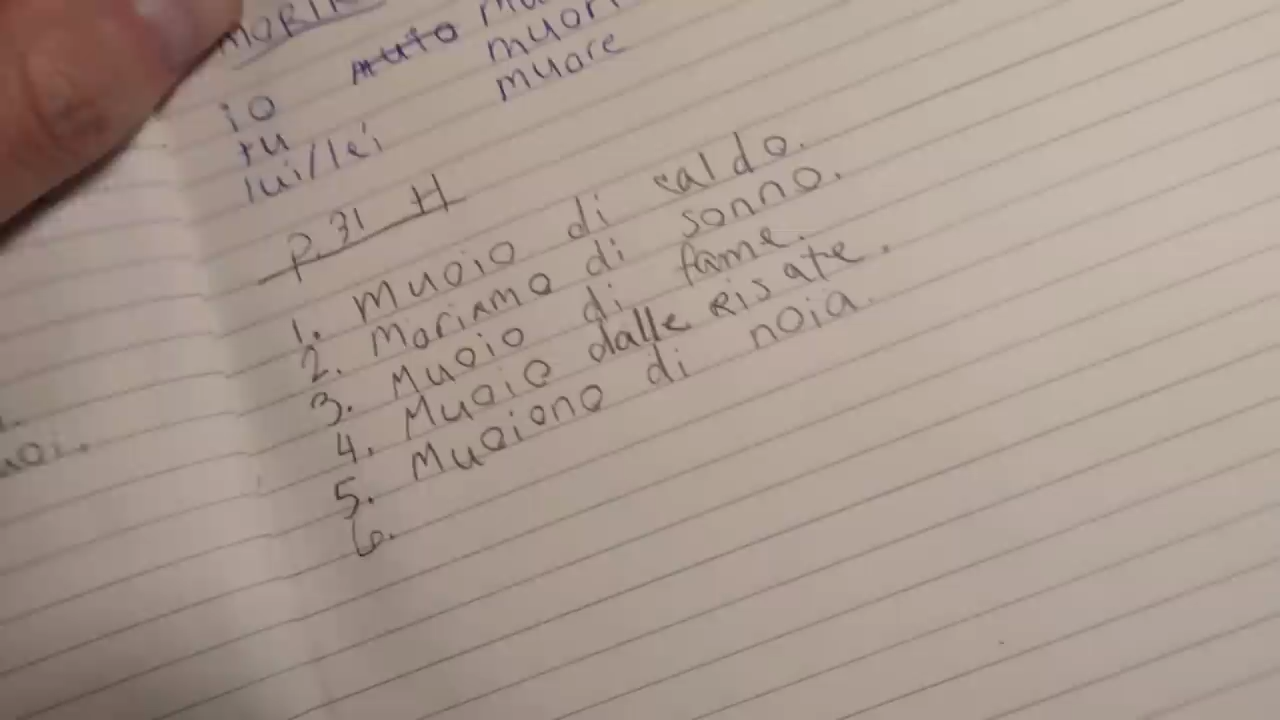 io muore
tu
lui/lei
p. 31 H
1. Muoio di caldo.
2. Moriamo di sonno.
3. Muoio di fame.
4. Muoio dalle risate.
5. Muoiono di noia.
6.